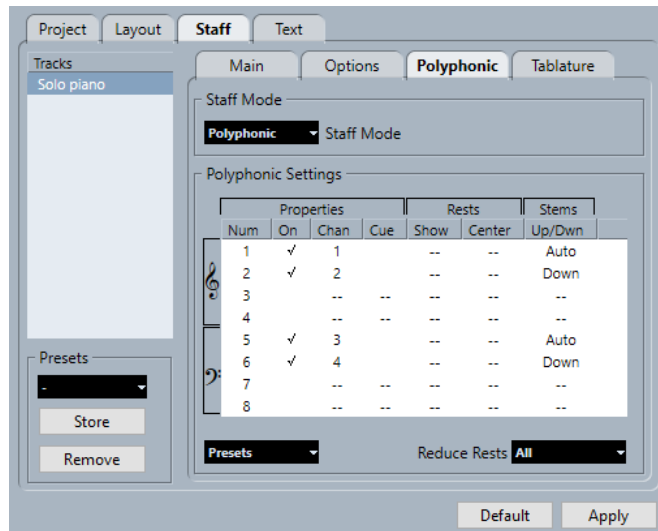 Project Layout Staff Text
Tracks
Solo piano
Main Options Polyphonic Tablature
Staff Mode
Polyphonic Staff Mode
Polyphonic Settings
Properties Rests Stems
Num On Chan Cue Show Center Up/Dwn
1 √ 1 -- -- Auto
2 √ 2 -- -- Down
3 -- -- -- -- --
4 -- -- -- -- --
5 √ 3 -- -- Auto
6 √ 4 -- -- Down
7 -- -- -- -- --
8 -- -- -- -- --
Presets
-
Store
Remove
Presets Reduce Rests All
Default Apply